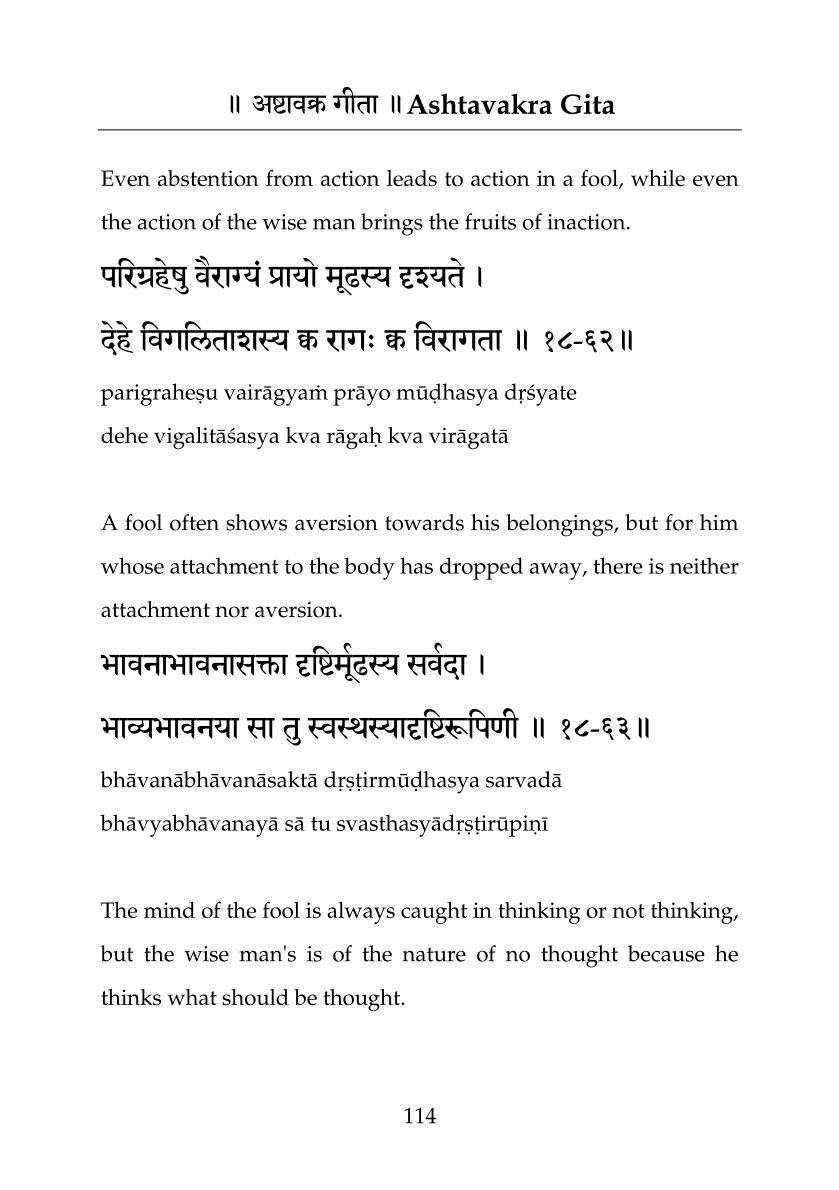 ॥ अष्टावक्र गीता ॥ Ashtavakra Gita
Even abstention from action leads to action in a fool, while even
the action of the wise man brings the fruits of inaction.
परिग्रहेषु वैराग्यं प्रायो मूढस्य दृश्यते ।
देहे विगलिताशस्य क्व रागः क्व विरागता ॥ १८-६२॥
parigraheṣu vairāgyaṁ prāyo mūḍhasya dṛśyate
dehe vigalitāśasya kva rāgaḥ kva virāgatā
A fool often shows aversion towards his belongings, but for him
whose attachment to the body has dropped away, there is neither
attachment nor aversion.
भावनाभावनासक्ता दृष्टिर्मूढस्य सर्वदा ।
भाव्यभावनया सा तु स्वस्थस्यादृष्टिरूपिणी ॥ १८-६३॥
bhāvanābhāvanāsaktā dṛṣṭirmūḍhasya sarvadā
bhāvyabhāvanayā sā tu svasthasyādṛṣṭirūpiṇī
The mind of the fool is always caught in thinking or not thinking,
but the wise man's is of the nature of no thought because he
thinks what should be thought.
114